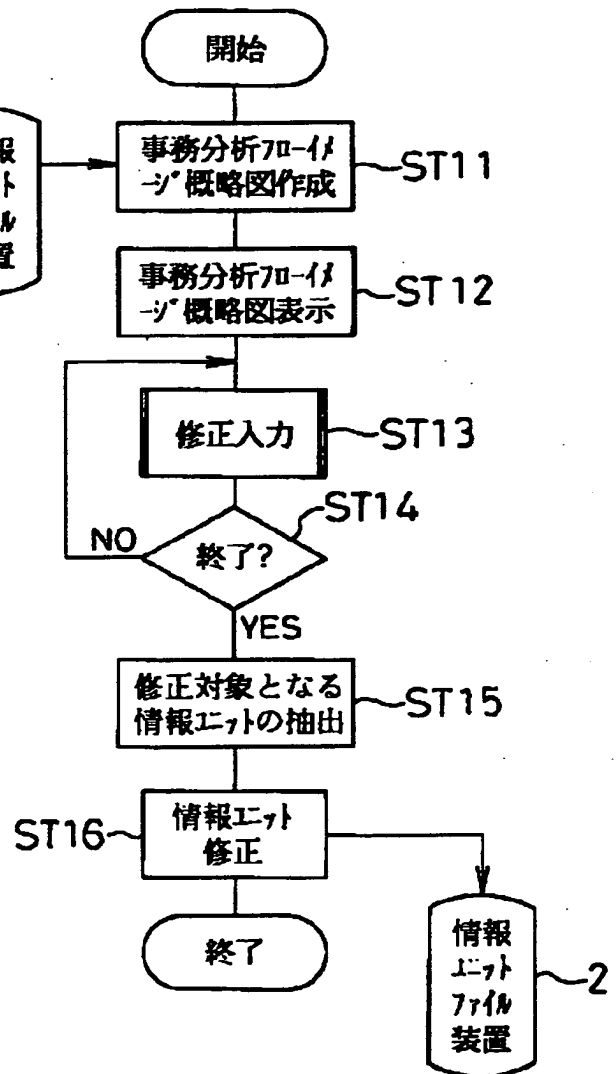 開始
報
ト
ル
置
事務分析フローイメ
ージ概略図作成
ST11
事務分析フローイメ
ージ概略図表示
ST12
修正入力
ST13
ST14
NO
終了?
YES
修正対象となる
情報ユニットの抽出
ST15
ST16
情報ユニット
修正
終了
情報
ユニット
ファイル
装置
2